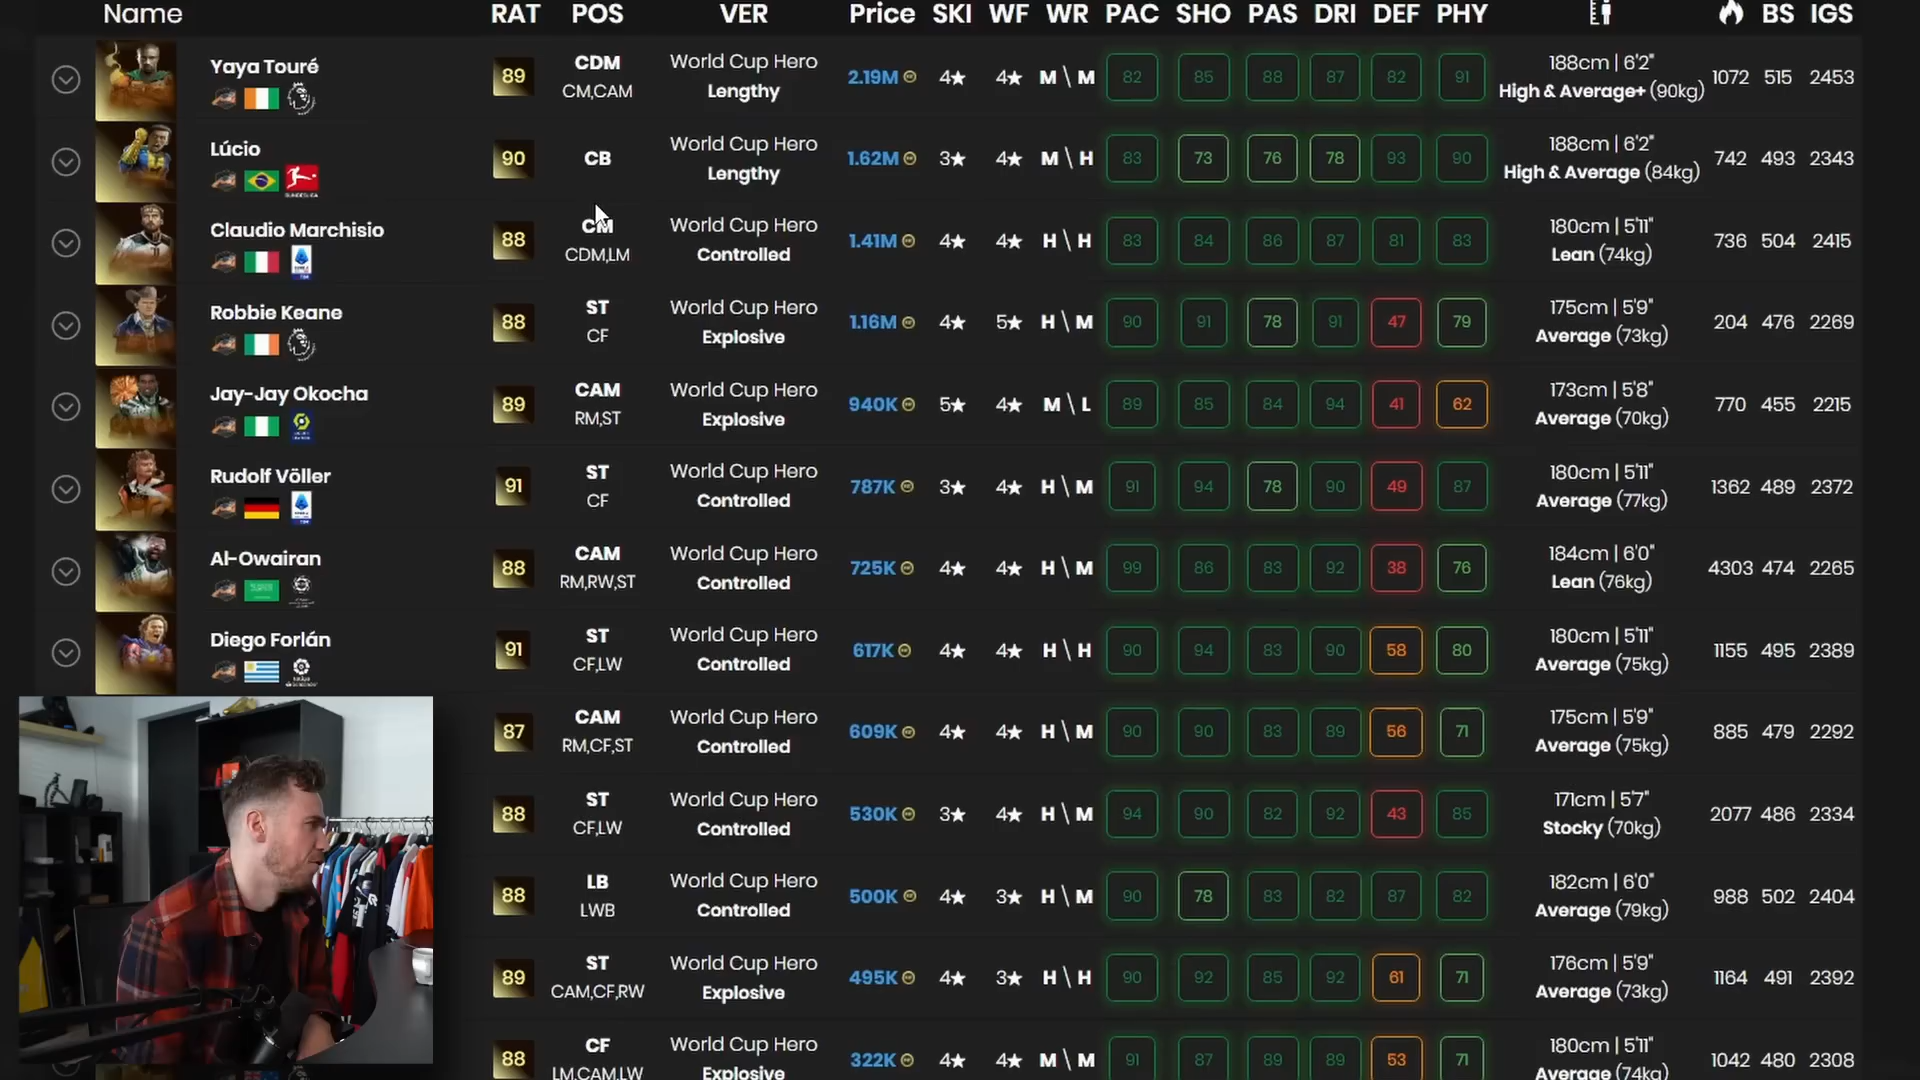 Name RAT POS VER Price SKI WF WR PAC SHO PAS DRI DEF PHY BS IGS
Yaya Touré 89 CDM CM,CAM World Cup Hero Lengthy 2.19M 4★ 4★ M \ M 82 85 88 87 82 91 188cm | 6'2" High & Average+ (90kg) 1072 515 2453
Lúcio 90 CB World Cup Hero Lengthy 1.62M 3★ 4★ M \ H 83 73 76 78 93 90 188cm | 6'2" High & Average (84kg) 742 493 2343
BUNDESLIGA
Claudio Marchisio 88 CM CDM,LM World Cup Hero Controlled 1.41M 4★ 4★ H \ H 83 84 86 87 81 83 180cm | 5'11" Lean (74kg) 736 504 2415
Robbie Keane 88 ST CF World Cup Hero Explosive 1.16M 4★ 5★ H \ M 90 91 78 91 47 79 175cm | 5'9" Average (73kg) 204 476 2269
Jay-Jay Okocha 89 CAM RM,ST World Cup Hero Explosive 940K 5★ 4★ M \ L 89 85 84 94 41 62 173cm | 5'8" Average (70kg) 770 455 2215
Rudolf Völler 91 ST CF World Cup Hero Controlled 787K 3★ 4★ H \ M 91 94 78 90 49 87 180cm | 5'11" Average (77kg) 1362 489 2372
Al-Owairan 88 CAM RM,RW,ST World Cup Hero Controlled 725K 4★ 4★ H \ M 99 86 83 92 38 76 184cm | 6'0" Lean (76kg) 4303 474 2265
Diego Forlán 91 ST CF,LW World Cup Hero Controlled 617K 4★ 4★ H \ H 90 94 83 90 58 80 180cm | 5'11" Average (75kg) 1155 495 2389
87 CAM RM,CF,ST World Cup Hero Controlled 609K 4★ 4★ H \ M 90 90 83 89 56 71 175cm | 5'9" Average (75kg) 885 479 2292
88 ST CF,LW World Cup Hero Controlled 530K 3★ 4★ H \ M 94 90 82 92 43 85 171cm | 5'7" Stocky (70kg) 2077 486 2334
88 LB LWB World Cup Hero Controlled 500K 4★ 3★ H \ M 90 78 83 82 87 82 182cm | 6'0" Average (79kg) 988 502 2404
89 ST CAM,CF,RW World Cup Hero Explosive 495K 4★ 3★ H \ H 90 92 85 92 61 71 176cm | 5'9" Average (73kg) 1164 491 2392
88 CF LM,CAM,LW World Cup Hero Explosive 322K 4★ 4★ M \ M 91 87 89 89 53 71 180cm | 5'11" Average (74kg) 1042 480 2308